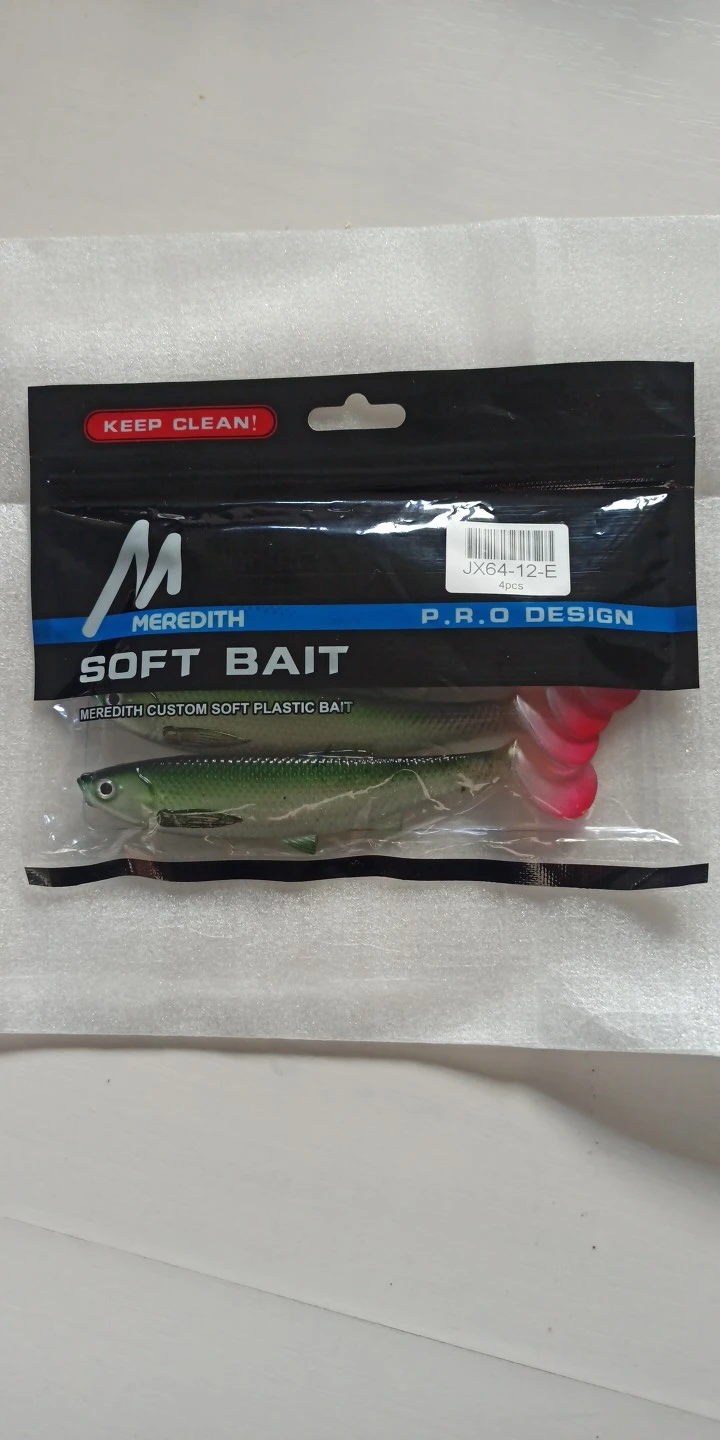 KEEP CLEAN!
JX64-12-E
4pcs
M
MEREDITH
P.R.O DESIGN
SOFT BAIT
MEREDITH CUSTOM SOFT PLASTIC BAIT